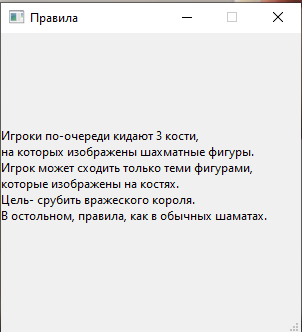 Правила
Игроки по-очереди кидают 3 кости,
на которых изображены шахматные фигуры.
Игрок может сходить только теми фигурами,
которые изображены на костях.
Цель- срубить вражеского короля.
В остольном, правила, как в обычных шаматах.